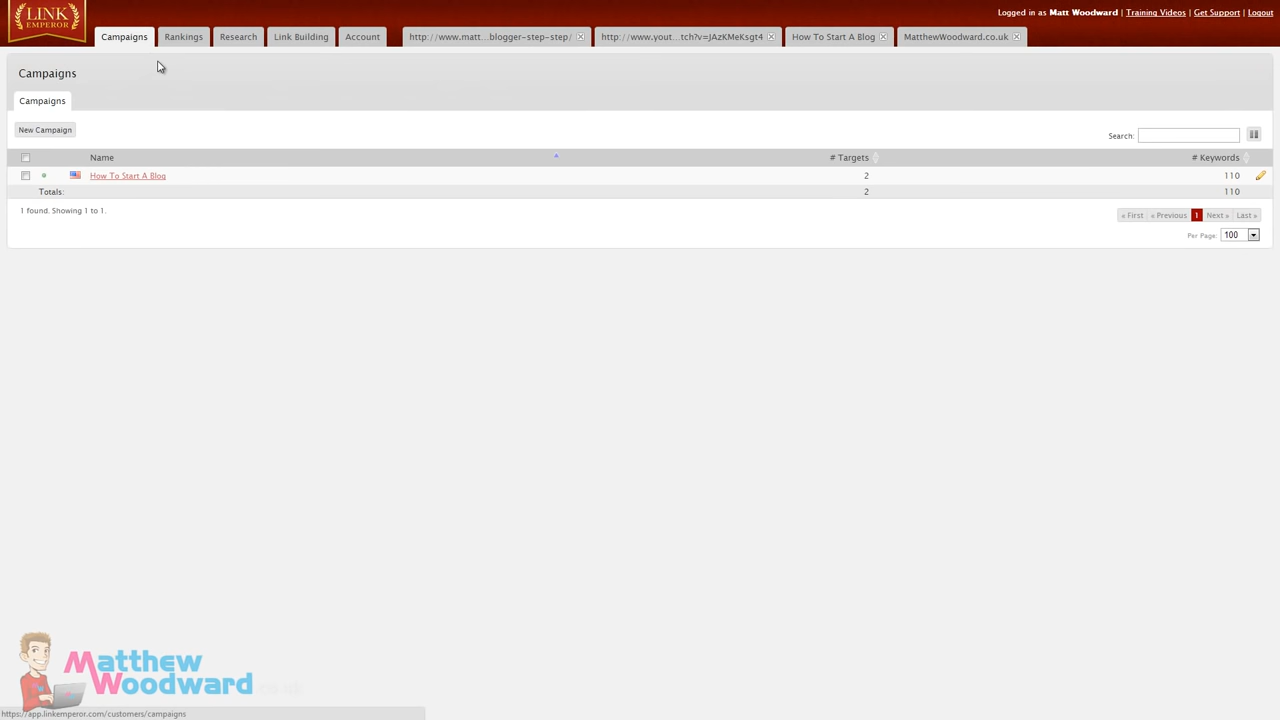 LINK
EMPEROR
Logged in as Matt Woodward | Training Videos | Get Support | Logout
Campaigns Rankings Research Link Building Account http://www.matt...blogger-step-step/ http://www.yout...tch?v=JAzKMeKsgt4 How To Start A Blog MatthewWoodward.co.uk
Campaigns
Campaigns
New Campaign Search:
Name # Targets # Keywords
How To Start A Blog 2 110
Totals: 2 110
1 found. Showing 1 to 1.
« First « Previous 1 Next » Last »
Per Page: 100
Matthew
Woodward.co.uk
https://app.linkemperor.com/customers/campaigns